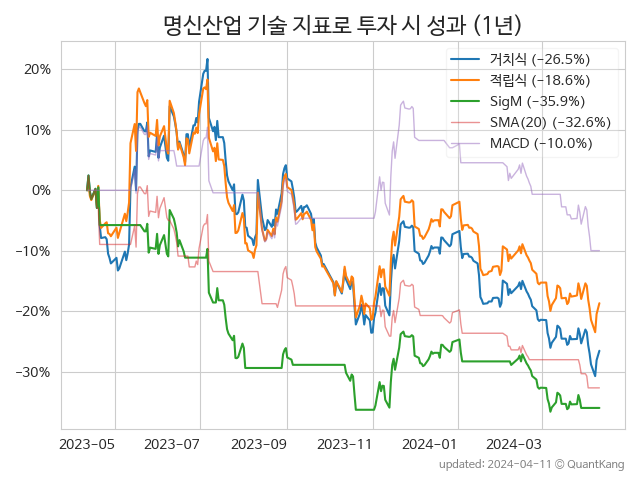 명신산업 기술 지표로 투자 시 성과 (1년)
거치식 (−26.5%)
적립식 (−18.6%)
SigM (−35.9%)
SMA(20) (−32.6%)
MACD (−10.0%)
20%
10%
0%
−10%
−20%
−30%
2023-05 2023-07 2023-09 2023-11 2024-01 2024-03
updated: 2024-04-11 © QuantKang